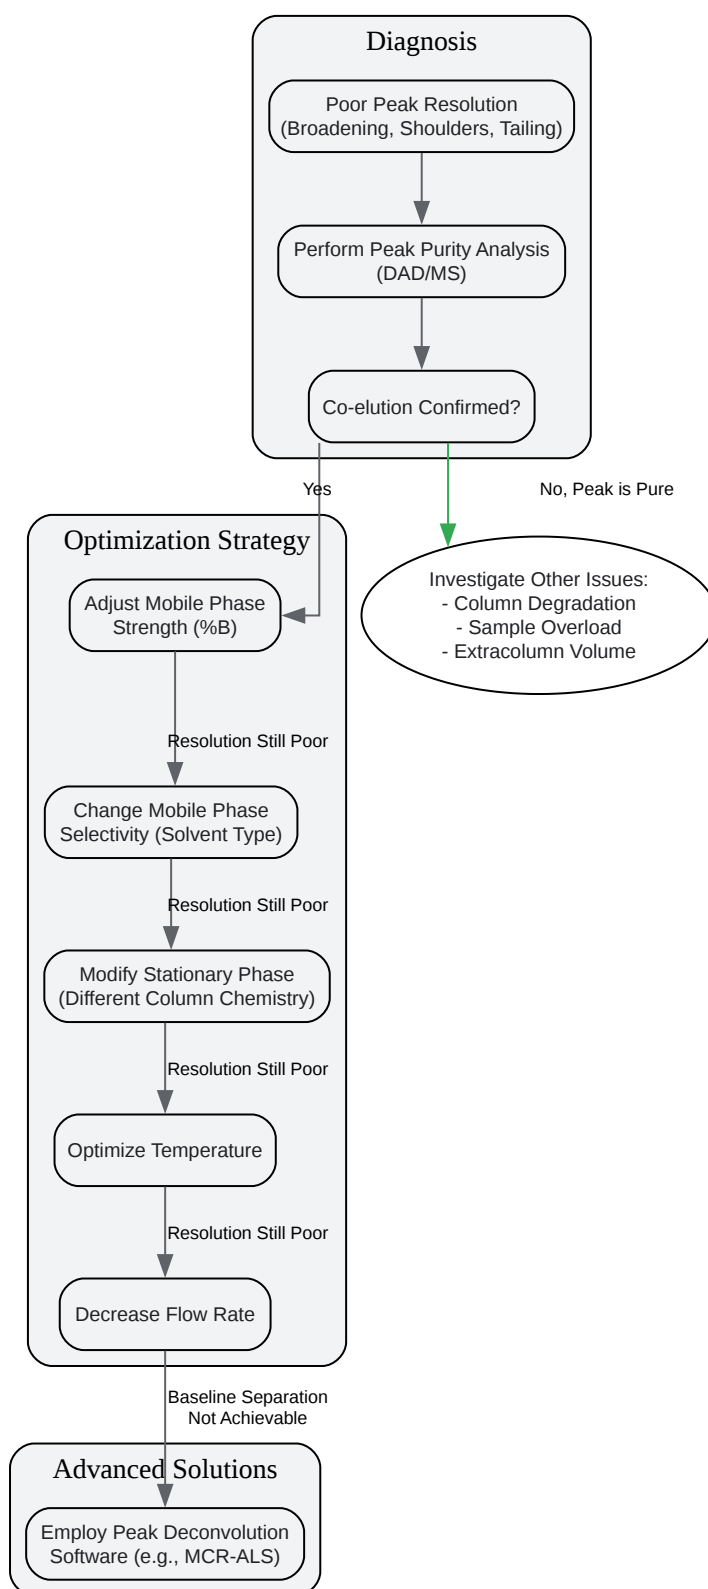 Diagnosis
Poor Peak Resolution
(Broadening, Shoulders, Tailing)
Perform Peak Purity Analysis
(DAD/MS)
Co-elution Confirmed?
Yes
No, Peak is Pure
Optimization Strategy
Adjust Mobile Phase
Strength (%B)
Investigate Other Issues:
- Column Degradation
- Sample Overload
- Extracolumn Volume
Resolution Still Poor
Change Mobile Phase
Selectivity (Solvent Type)
Resolution Still Poor
Modify Stationary Phase
(Different Column Chemistry)
Resolution Still Poor
Optimize Temperature
Resolution Still Poor
Decrease Flow Rate
Baseline Separation
Not Achievable
Advanced Solutions
Employ Peak Deconvolution
Software (e.g., MCR-ALS)